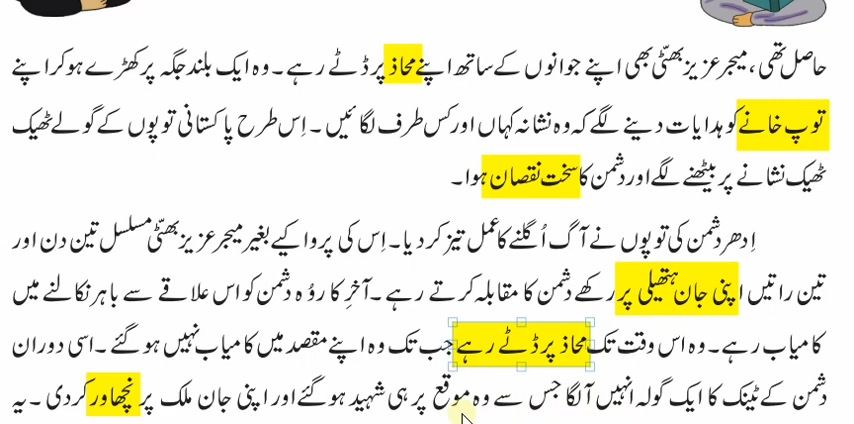 حاصل تھی، میجر عزیز بھٹّی بھی اپنے جوانوں کے ساتھ اپنے محاذ پر ڈٹے رہے۔ وہ ایک بلند جگہ پر کھڑے ہو کر اپنے
توپ خانے کو ہدایات دینے لگے کہ وہ نشانہ کہاں اور کس طرف لگائیں۔ اِس طرح پاکستانی توپوں کے گولے ٹھیک
ٹھیک نشانے پر بیٹھنے لگے اور دشمن کا سخت نقصان ہوا۔
اِدھر دشمن کی توپوں نے آگ اُگلنے کا عمل تیز کر دیا۔ اِس کی پروا کیے بغیر میجر عزیز بھٹّی مسلسل تین دن اور
تین راتیں اپنی جان ہتھیلی پر رکھے دشمن کا مقابلہ کرتے رہے۔ آخرِ کار وُہ دشمن کو اس علاقے سے باہر نکالنے میں
کامیاب رہے۔ وہ اس وقت تک محاذ پر ڈٹے رہے جب تک وہ اپنے مقصد میں کامیاب نہیں ہو گئے۔ اسی دوران
دشمن کے ٹینک کا ایک گولہ انہیں آ لگا جس سے وہ موقع پر ہی شہید ہو گئے اور اپنی جان ملک پر نچھاور کر دی۔ یہ